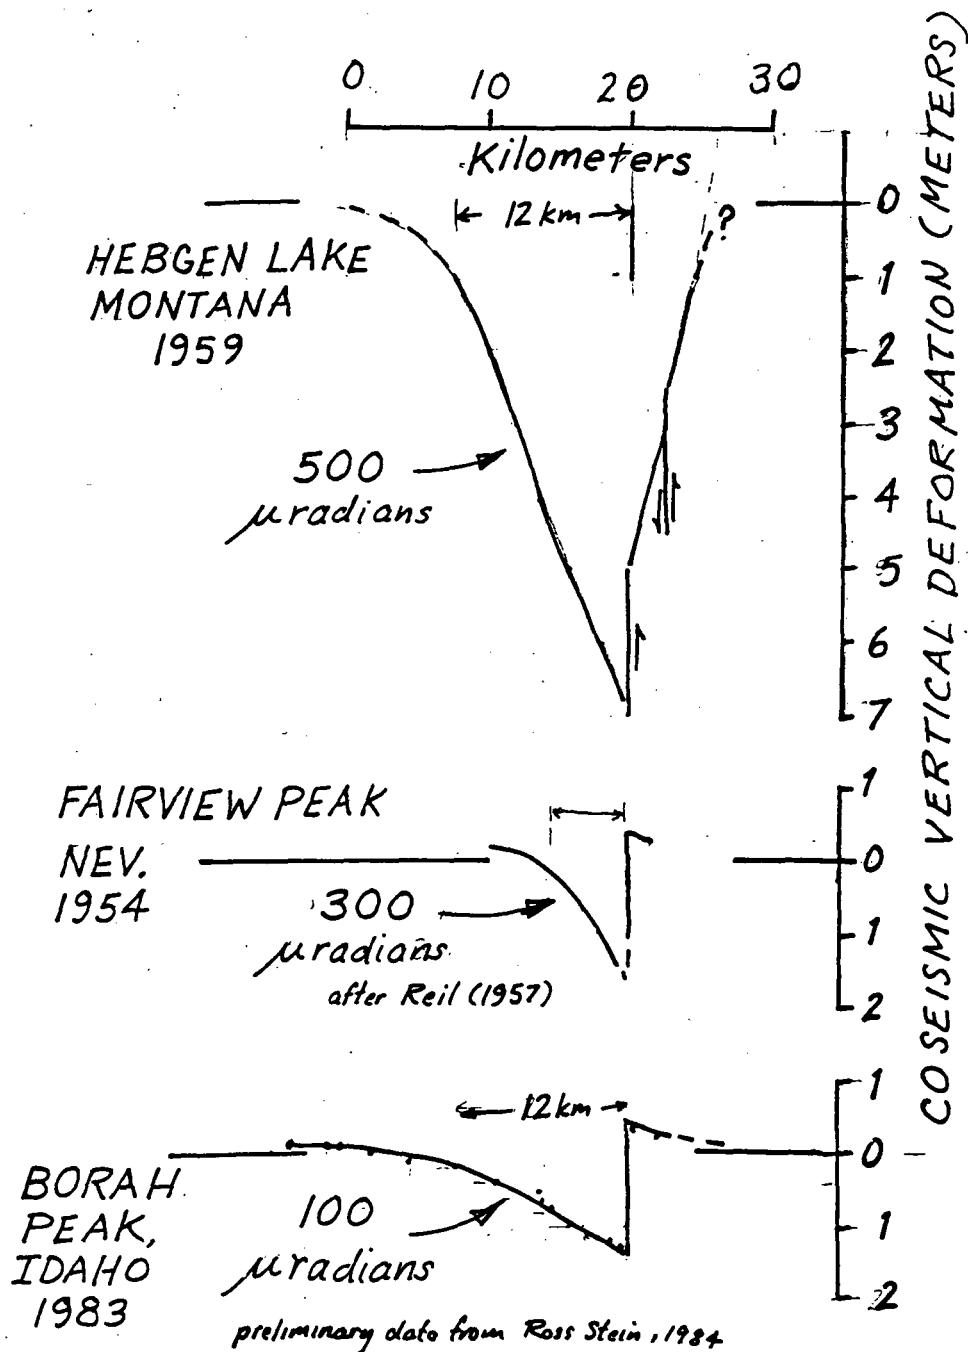 0 10 20 30
Kilometers
12 km
?
HEBGEN LAKE
MONTANA
1959
500
μradians
0
1
2
3
4
5
6
7
COSEISMIC VERTICAL DEFORMATION (METERS)
FAIRVIEW PEAK
NEV.
1954
300
μradians
after Reil (1957)
1
0
1
2
12km
BORAH
PEAK,
IDAHO
1983
100
μradians
1
0
1
2
preliminary data from Ross Stein, 1984